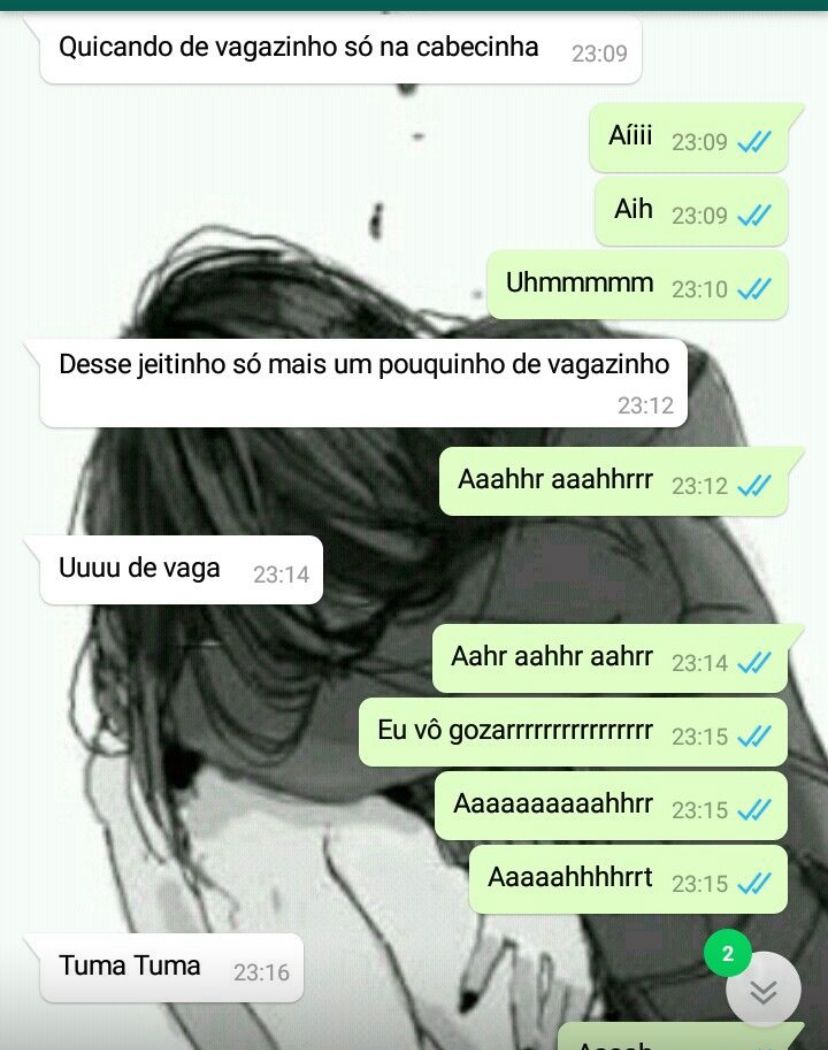 Quicando de vagazinho só na cabecinha 23:09
Aíiii 23:09
Aih 23:09
Uhmmmmm 23:10
Desse jeitinho só mais um pouquinho de vagazinho
23:12
Aaahhr aaahhrrr 23:12
Uuuu de vaga 23:14
Aahr aahhr aahrr 23:14
Eu vô gozarrrrrrrrrrrrrrrr 23:15
Aaaaaaaaaahhrr 23:15
Aaaaahhhhrrt 23:15
Tuma Tuma 23:16
2